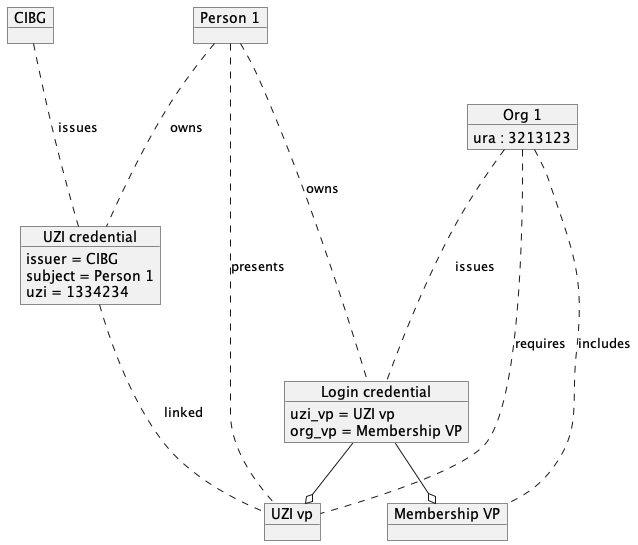 CIBG
Person 1
Org 1
ura : 3213123
issues
owns
owns
UZI credential
issuer = CIBG
subject = Person 1
uzi = 1334234
presents
issues
requires
includes
Login credential
uzi_vp = UZI vp
org_vp = Membership VP
linked
UZI vp
Membership VP